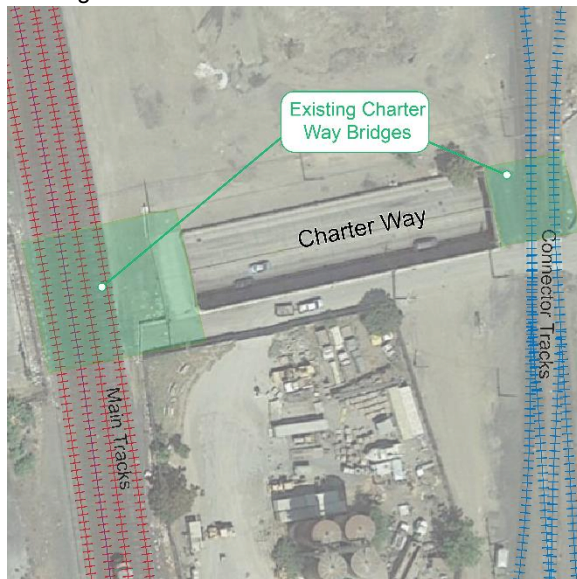 Existing Charter
Way Bridges
Charter Way
Connector Tracks
Main Tracks